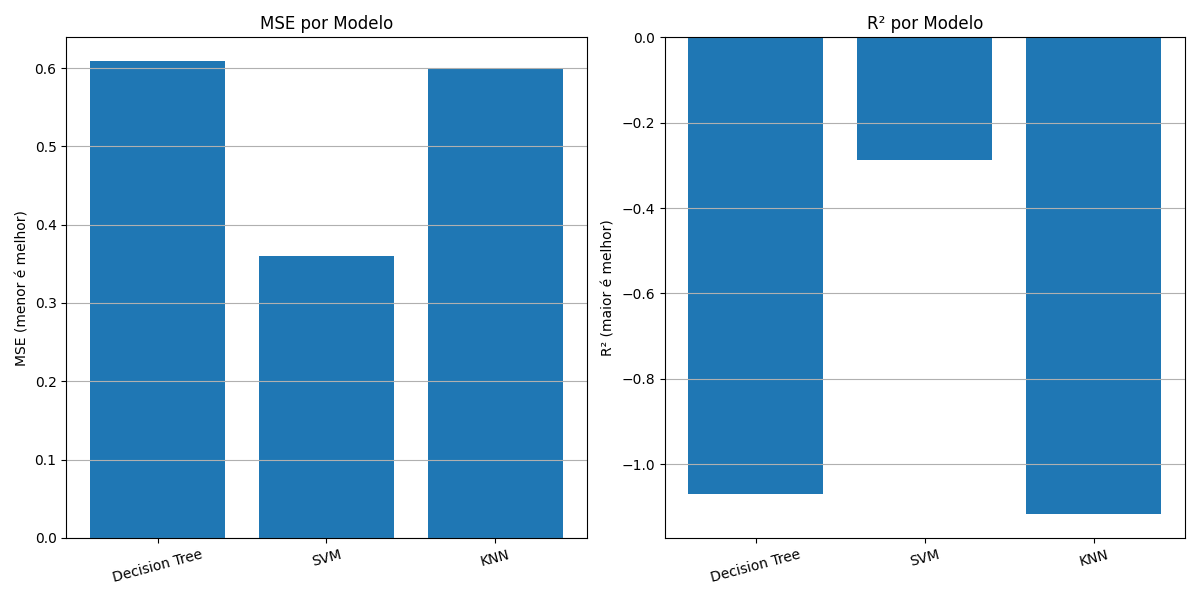 MSE por Modelo
MSE (menor é melhor)
0.6
0.5
0.4
0.3
0.2
0.1
0.0
Decision Tree
SVM
KNN
R² por Modelo
R² (maior é melhor)
0.0
−0.2
−0.4
−0.6
−0.8
−1.0
Decision Tree
SVM
KNN